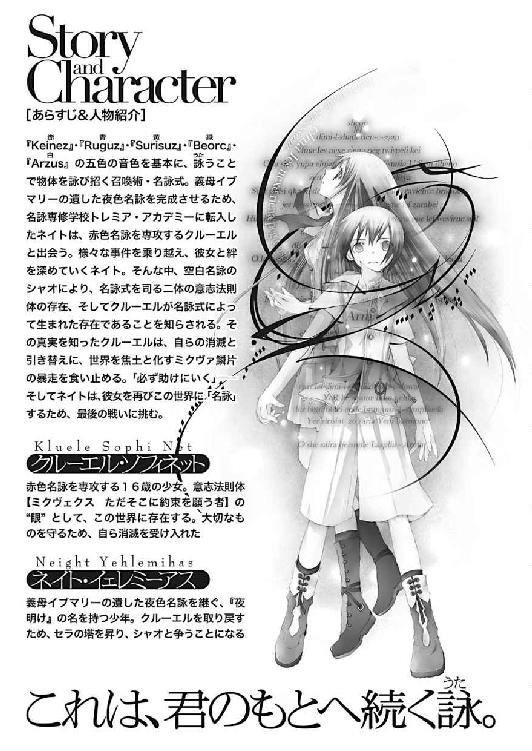 Story
and
Character
[あらすじ&人物紹介]
『Keinez』・『Ruguz』・『Surisuz』・『Beorc』・
『Arzus』の五色の音色を基本に、詠うこと
で物体を詠び招く召喚術・名詠式。義母イブ
マリーの遺した夜色名詠を完成させるため、
名詠専修学校トレミア・アカデミーに転入し
たネイトは、赤色名詠を専攻するクルーエル
と出会う。様々な事件を乗り越え、彼女と絆
を深めていくネイト。そんな中、空白名詠の
シャオにより、名詠式を司る二体の意志法則
体の存在、そしてクルーエルが名詠式によっ
て生まれた存在であることを知らされる。そ
の真実を知ったクルーエルは、自らの消滅と
引き替えに、世界を焦土と化すミクヴァ鱗片
の暴走を食い止める。「必ず助けにいく」――
そしてネイトは、彼女を再びこの世界に「名詠」
するため、最後の戦いに挑む。
Kluele Sophi Net
クルーエル・ソフィネット
赤色名詠を専攻する16歳の少女。意志法則体
【ミクヴェクス ただそこに約束を願う者】の
“眼”として、この世界に存在する。大切なも
のを守るため、自ら消滅を受け入れた
Neight Yehlemihas
ネイト・イェレミーアス
義母イブマリーの遺した夜色名詠を継ぐ、『夜
明け』の名を持つ少年。クルーエルを取り戻す
ため、セラの塔を昇り、シャオと争うことになる
これは、君のもとへ続く詠。
うた